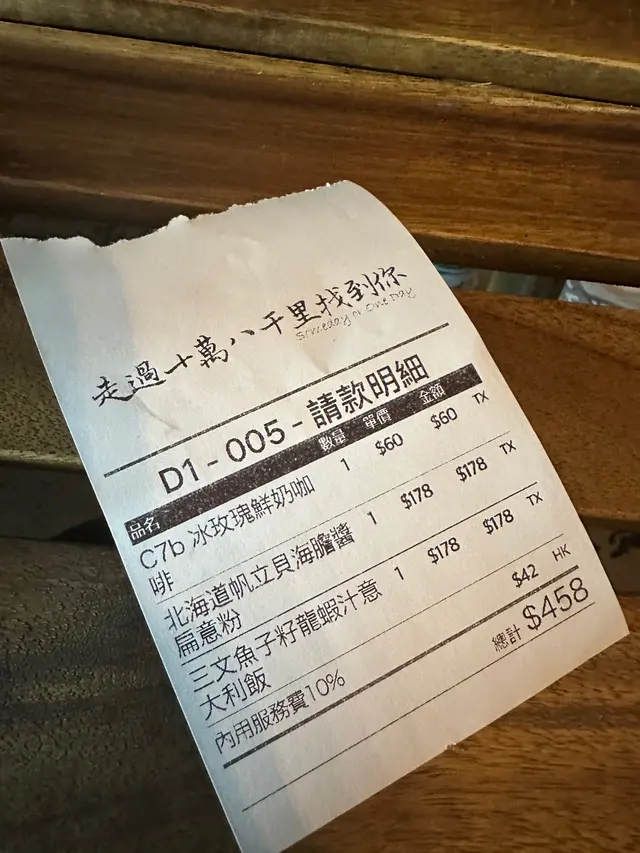 走過十萬八千里找到你
Someday or One Day
D1 - 005 - 請款明細
品名 數量 單價 金額
C7b 冰玫瑰鮮奶咖 1 $60 $60 TX
啡
北海道帆立貝海膽醬 1 $178 $178 TX
扁意粉
三文魚子籽龍蝦汁意 1 $178 $178 TX
大利飯
內用服務費10% $42 HK
總計 $458